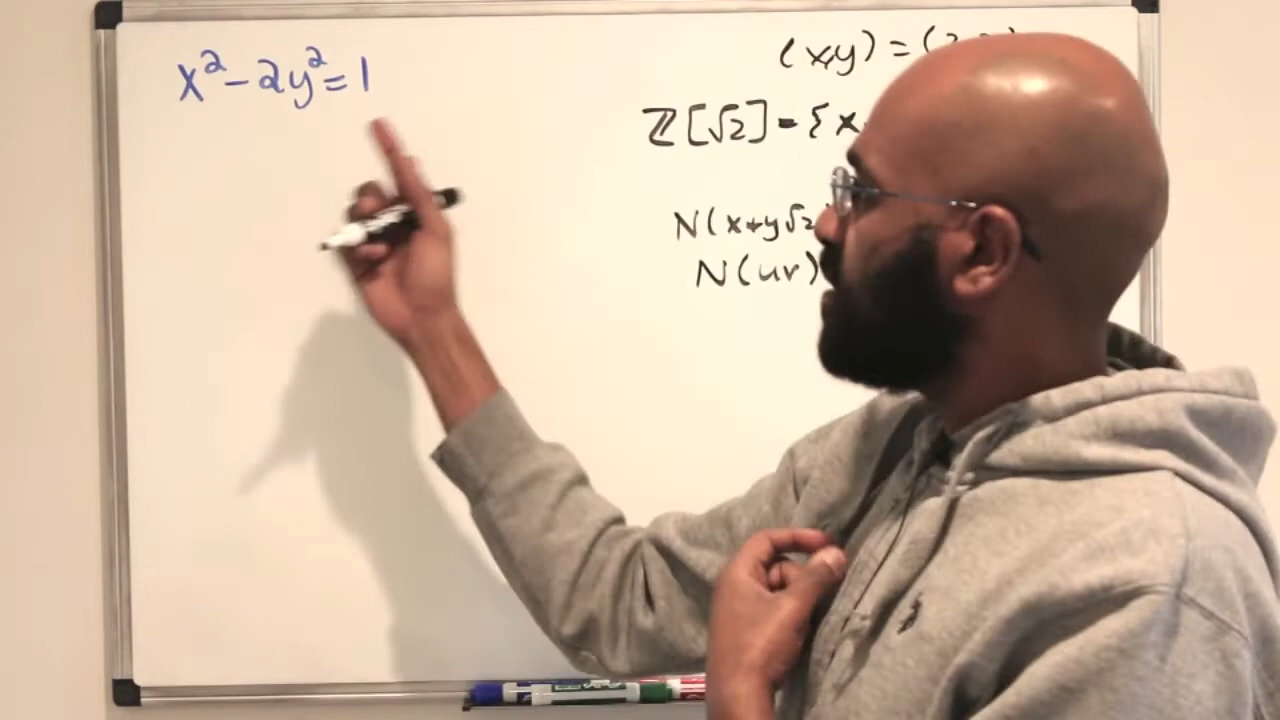 x² - 2y² = 1
(x,y) = (
ℤ[√2] = {x
N(x+y√2
N(uv)